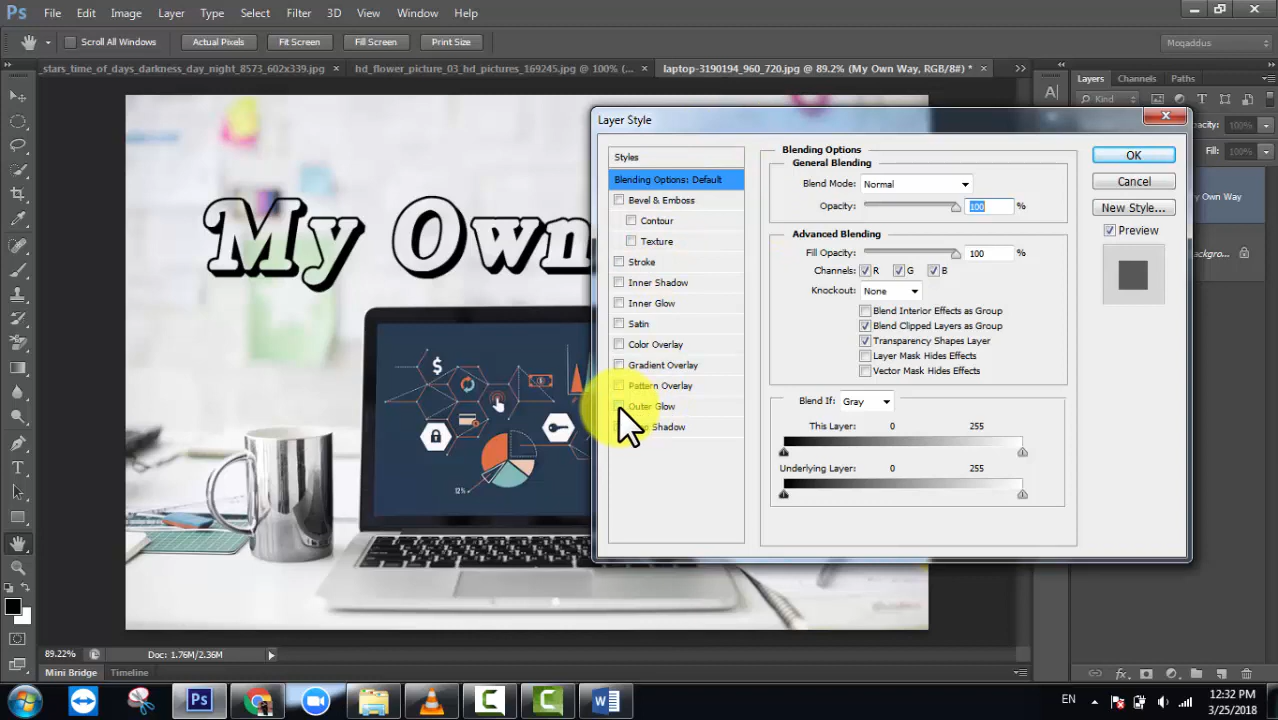 Ps File Edit Image Layer Type Select Filter 3D View Window Help
Scroll All Windows Actual Pixels Fit Screen Fill Screen Print Size Moqaddus
_stars_time_of_days_darkness_day_night_8573_602x339.jpg × hd_flower_picture_03_hd_pictures_169245.jpg @ 100% (... × laptop-3190194_960_720.jpg @ 89.2% (My Own Way, RGB/8#) * ×
Layers Channels Paths
Kind
pacity: 100%
Fill: 100%
My Own Way
My Own
$
12%
Layer Style
Styles
Blending Options: Default
Bevel & Emboss
Contour
Texture
Stroke
Inner Shadow
Inner Glow
Satin
Color Overlay
Gradient Overlay
Pattern Overlay
Outer Glow
Shadow
Blending Options
General Blending
Blend Mode: Normal
Opacity: 100 %
Advanced Blending
Fill Opacity: 100 %
Channels: R G B
Knockout: None
Blend Interior Effects as Group
Blend Clipped Layers as Group
Transparency Shapes Layer
Layer Mask Hides Effects
Vector Mask Hides Effects
Blend If: Gray
This Layer: 0 255
Underlying Layer: 0 255
OK
Cancel
New Style...
Preview
89.22% Doc: 1.76M/2.36M
Mini Bridge Timeline
EN 12:32 PM
3/25/2018